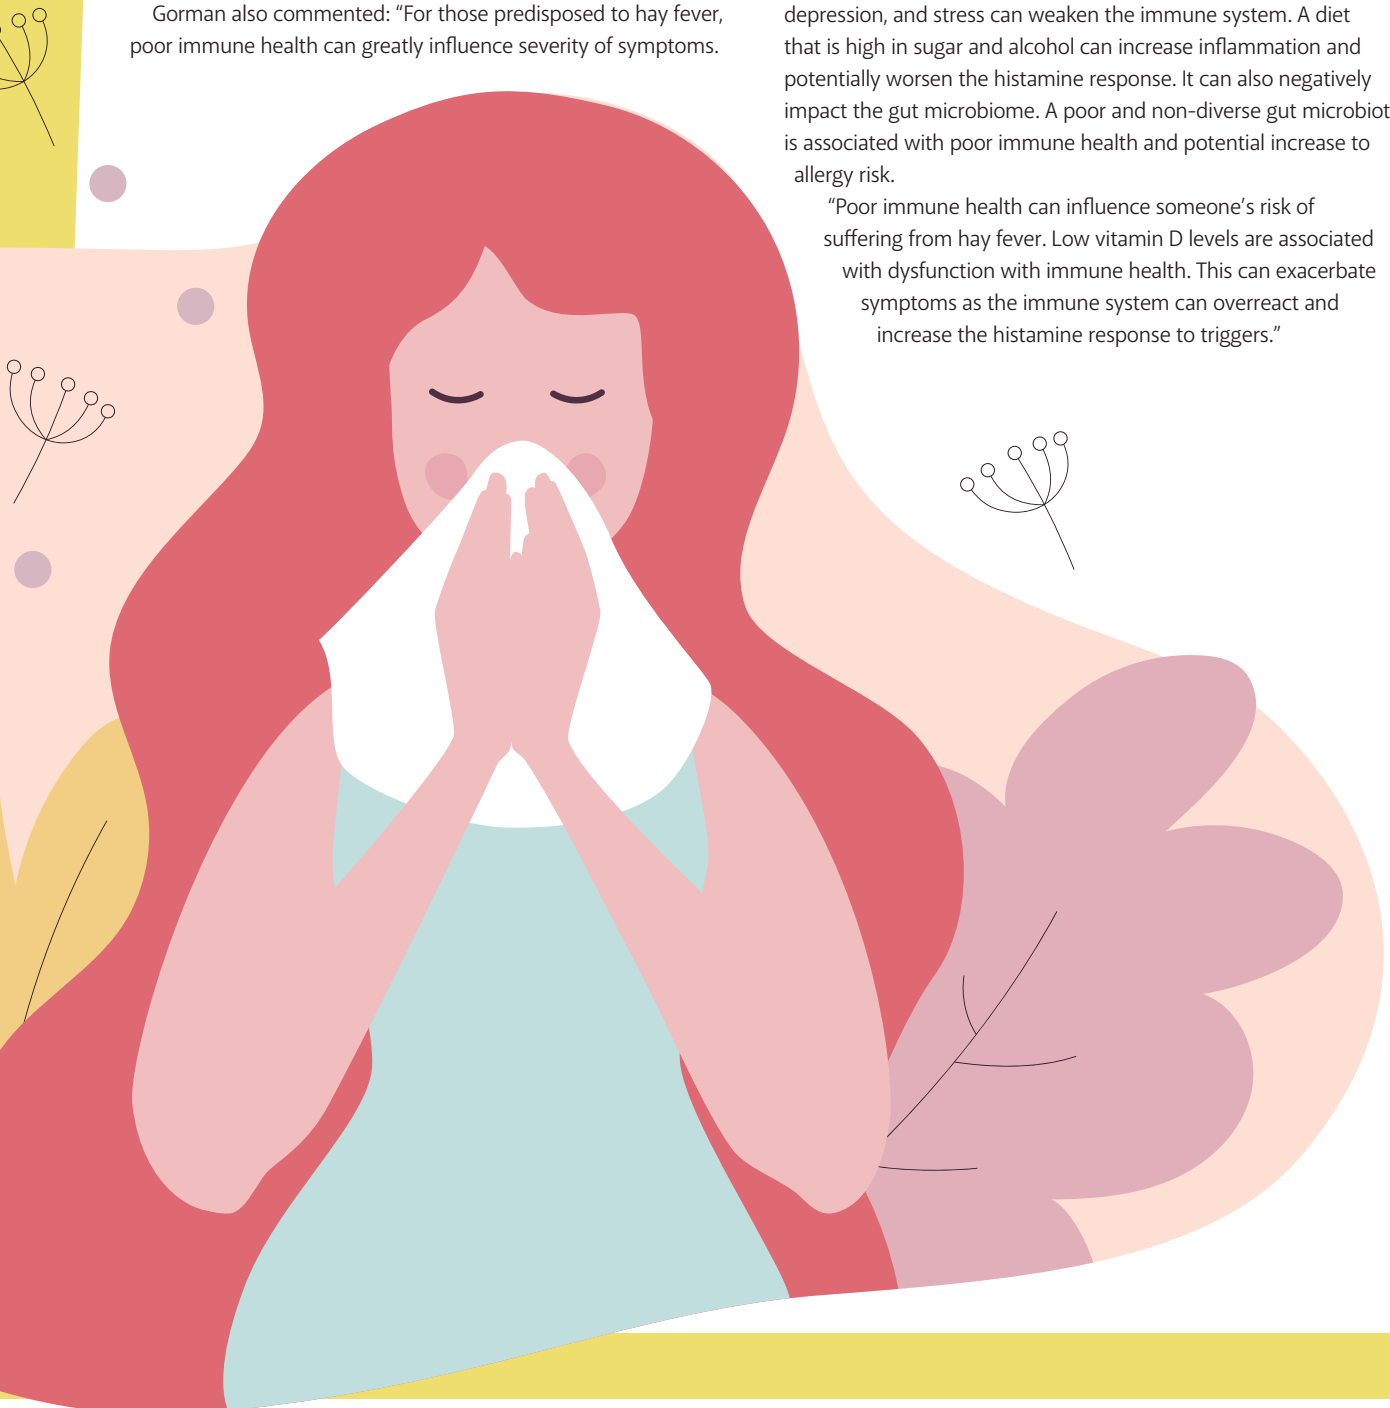 Gorman also commented: “For those predisposed to hay fever,
poor immune health can greatly influence severity of symptoms.
depression, and stress can weaken the immune system. A diet
that is high in sugar and alcohol can increase inflammation and
potentially worsen the histamine response. It can also negatively
impact the gut microbiome. A poor and non-diverse gut microbiot
is associated with poor immune health and potential increase to
allergy risk.
“Poor immune health can influence someone’s risk of
suffering from hay fever. Low vitamin D levels are associated
with dysfunction with immune health. This can exacerbate
symptoms as the immune system can overreact and
increase the histamine response to triggers.”